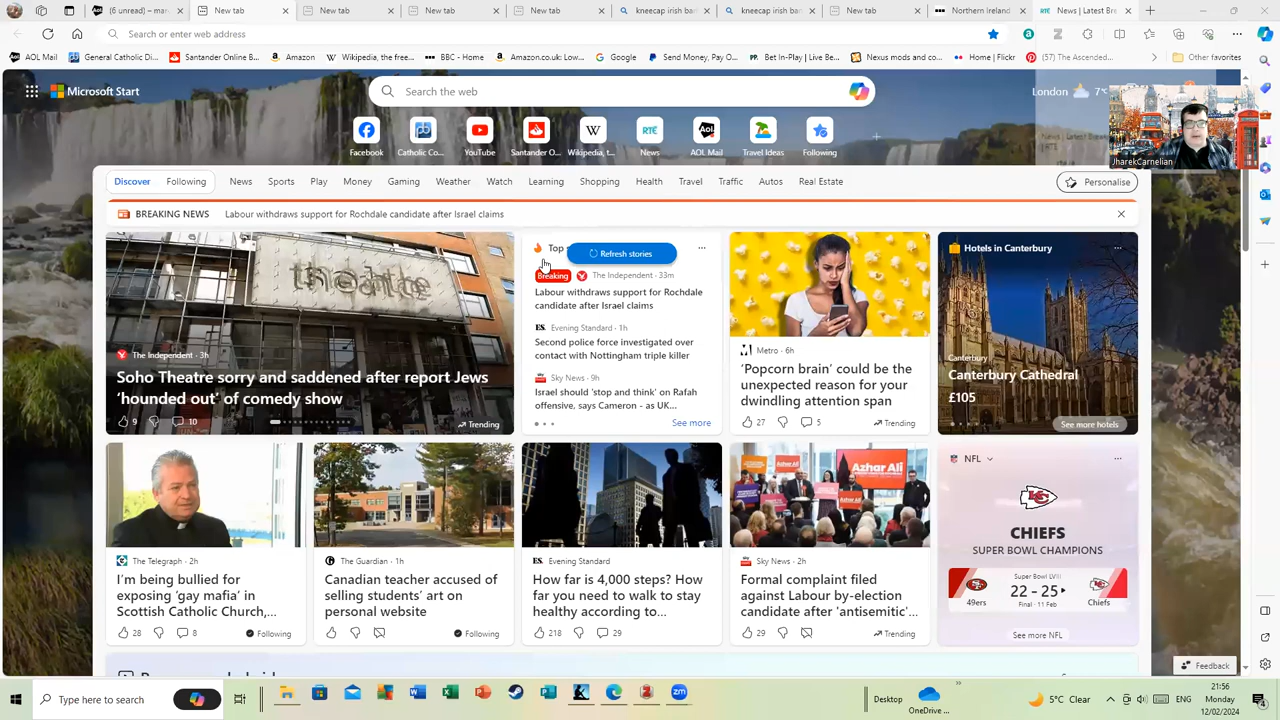 (6 unread) – mar
New tab
New tab
New tab
New tab
kneecap irish ban
kneecap irish ban
New tab
Northern Ireland
RTÉ News | Latest Bre
Search or enter web address
AOL Mail
General Catholic Di...
Santander Online B...
Amazon
Wikipedia, the free...
BBC - Home
Amazon.co.uk: Low...
Google
Send Money, Pay O...
Bet In-Play | Live Be...
Nexus mods and co...
Home | Flickr
(57) The Ascended...
Other favorites
Microsoft Start
Search the web
London 7°C
News | Latest Break
JharekCarnelian
Facebook
Catholic Co...
YouTube
Santander O...
W
Wikipedia, t...
RTÉ
News
Aol.
AOL Mail
Travel Ideas
Following
Discover
Following
News
Sports
Play
Money
Gaming
Weather
Watch
Learning
Shopping
Health
Travel
Traffic
Autos
Real Estate
Personalise
BREAKING NEWS Labour withdraws support for Rochdale candidate after Israel claims
theatre
The Independent · 3h
Soho Theatre sorry and saddened after report Jews
‘hounded out’ of comedy show
9
10
Trending
Top s
Refresh stories
Breaking The Independent · 33m
Labour withdraws support for Rochdale
candidate after Israel claims
ES. Evening Standard · 1h
Second police force investigated over
contact with Nottingham triple killer
Sky News · 9h
Israel should 'stop and think' on Rafah
offensive, says Cameron - as UK...
See more
Metro · 6h
‘Popcorn brain’ could be the
unexpected reason for your
dwindling attention span
27
5
Trending
Hotels in Canterbury
Canterbury
Canterbury Cathedral
£105
See more hotels
The Telegraph · 2h
I’m being bullied for
exposing ‘gay mafia’ in
Scottish Catholic Church,...
28
8
Following
The Guardian · 1h
Canadian teacher accused of
selling students’ art on
personal website
Following
ES. Evening Standard
How far is 4,000 steps? How
far you need to walk to stay
healthy according to...
218
29
Azhar Ali
Azhar Ali
Sky News · 2h
Formal complaint filed
against Labour by-election
candidate after 'antisemitic'...
29
Trending
NFL
CHIEFS
SUPER BOWL CHAMPIONS
Super Bowl LVIII
22 - 25
49ers
Final · 11 Feb
Chiefs
See more NFL
Feedback
Type here to search
Desktop
OneDrive ...
5°C Clear
ENG
21:56
Monday
12/02/2024
4